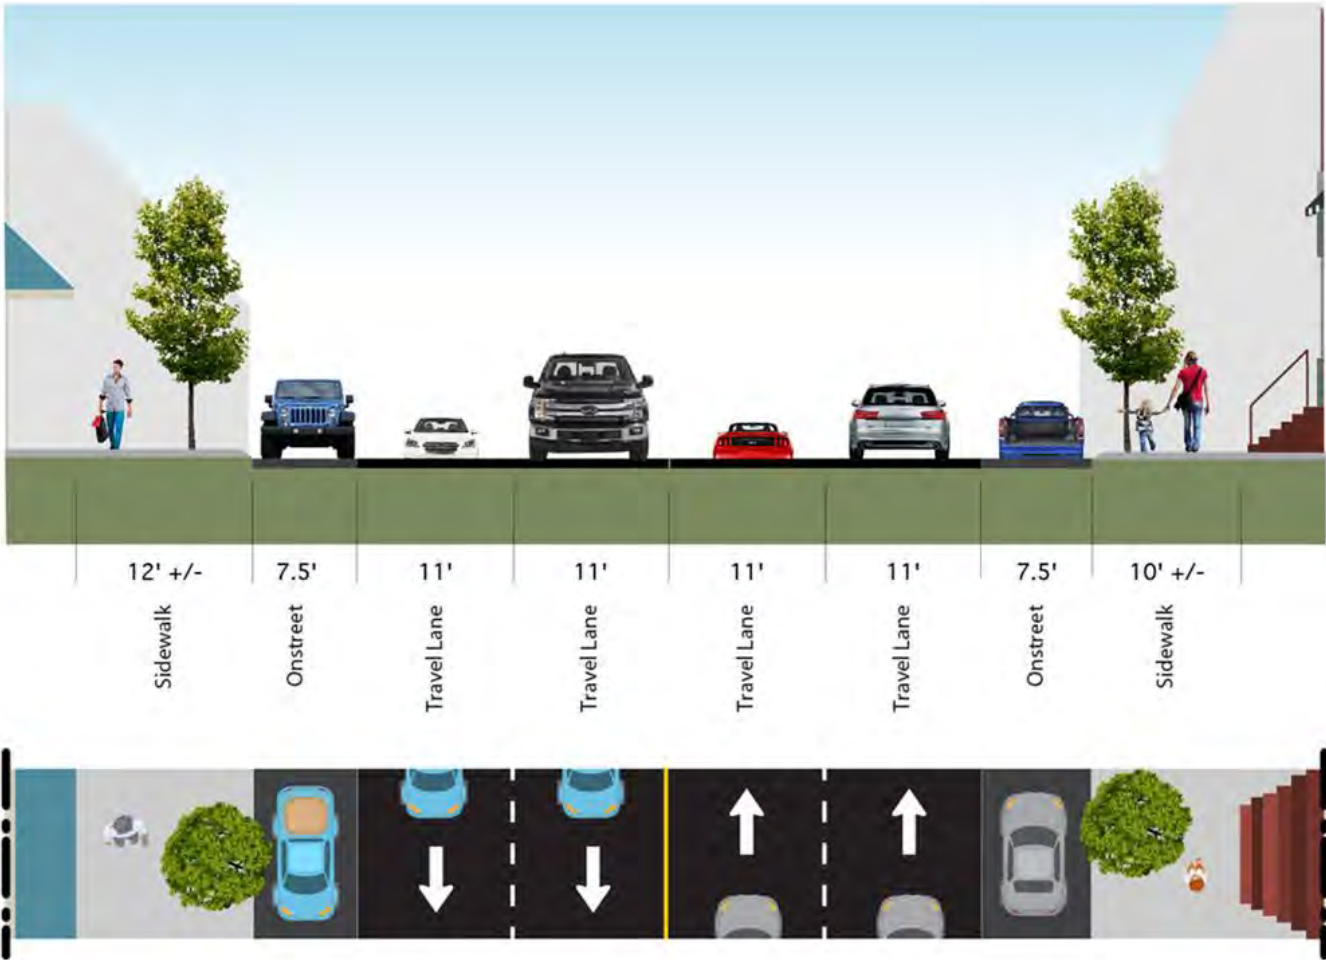 12' +/-
7.5'
11'
11'
11'
11'
7.5'
10' +/-
Sidewalk
Onstreet
Travel Lane
Travel Lane
Travel Lane
Travel Lane
Onstreet
Sidewalk